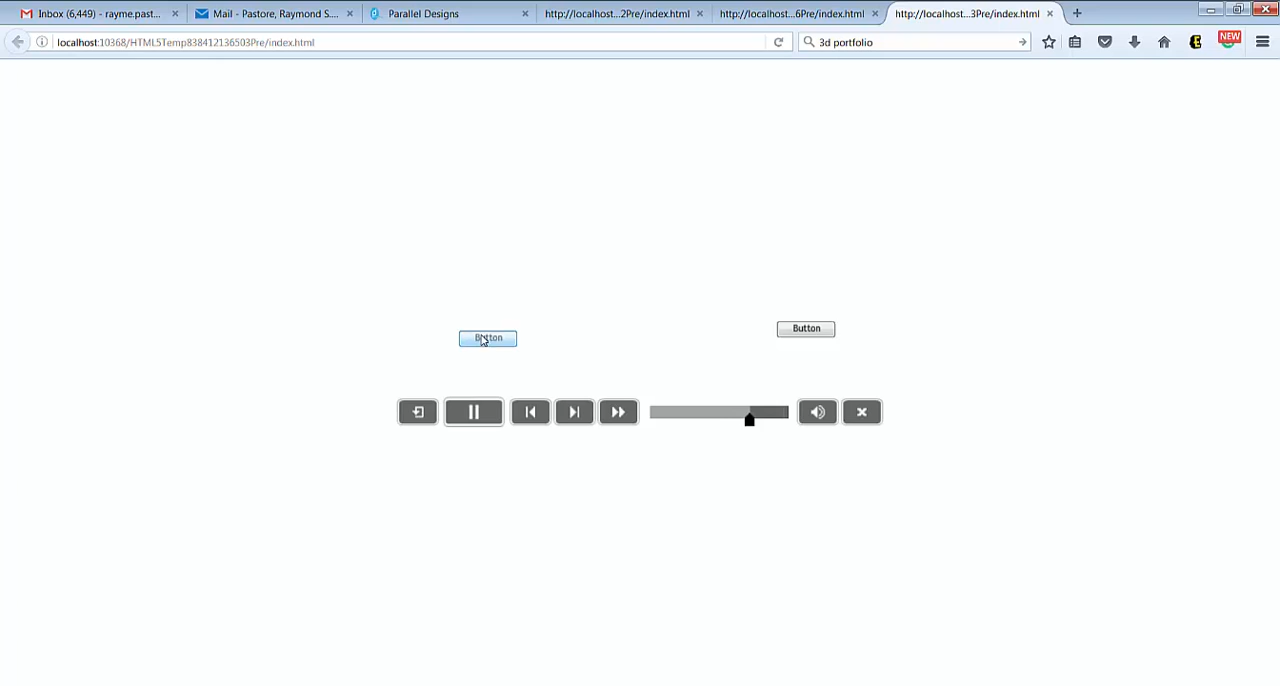 Inbox (6,449) - rayme.past...
Mail - Pastore, Raymond S....
Parallel Designs
http://localhost...2Pre/index.html
http://localhost...6Pre/index.html
http://localhost...3Pre/index.html
localhost:10368/HTML5Temp838412136503Pre/index.html
3d portfolio
NEW
Button
Button